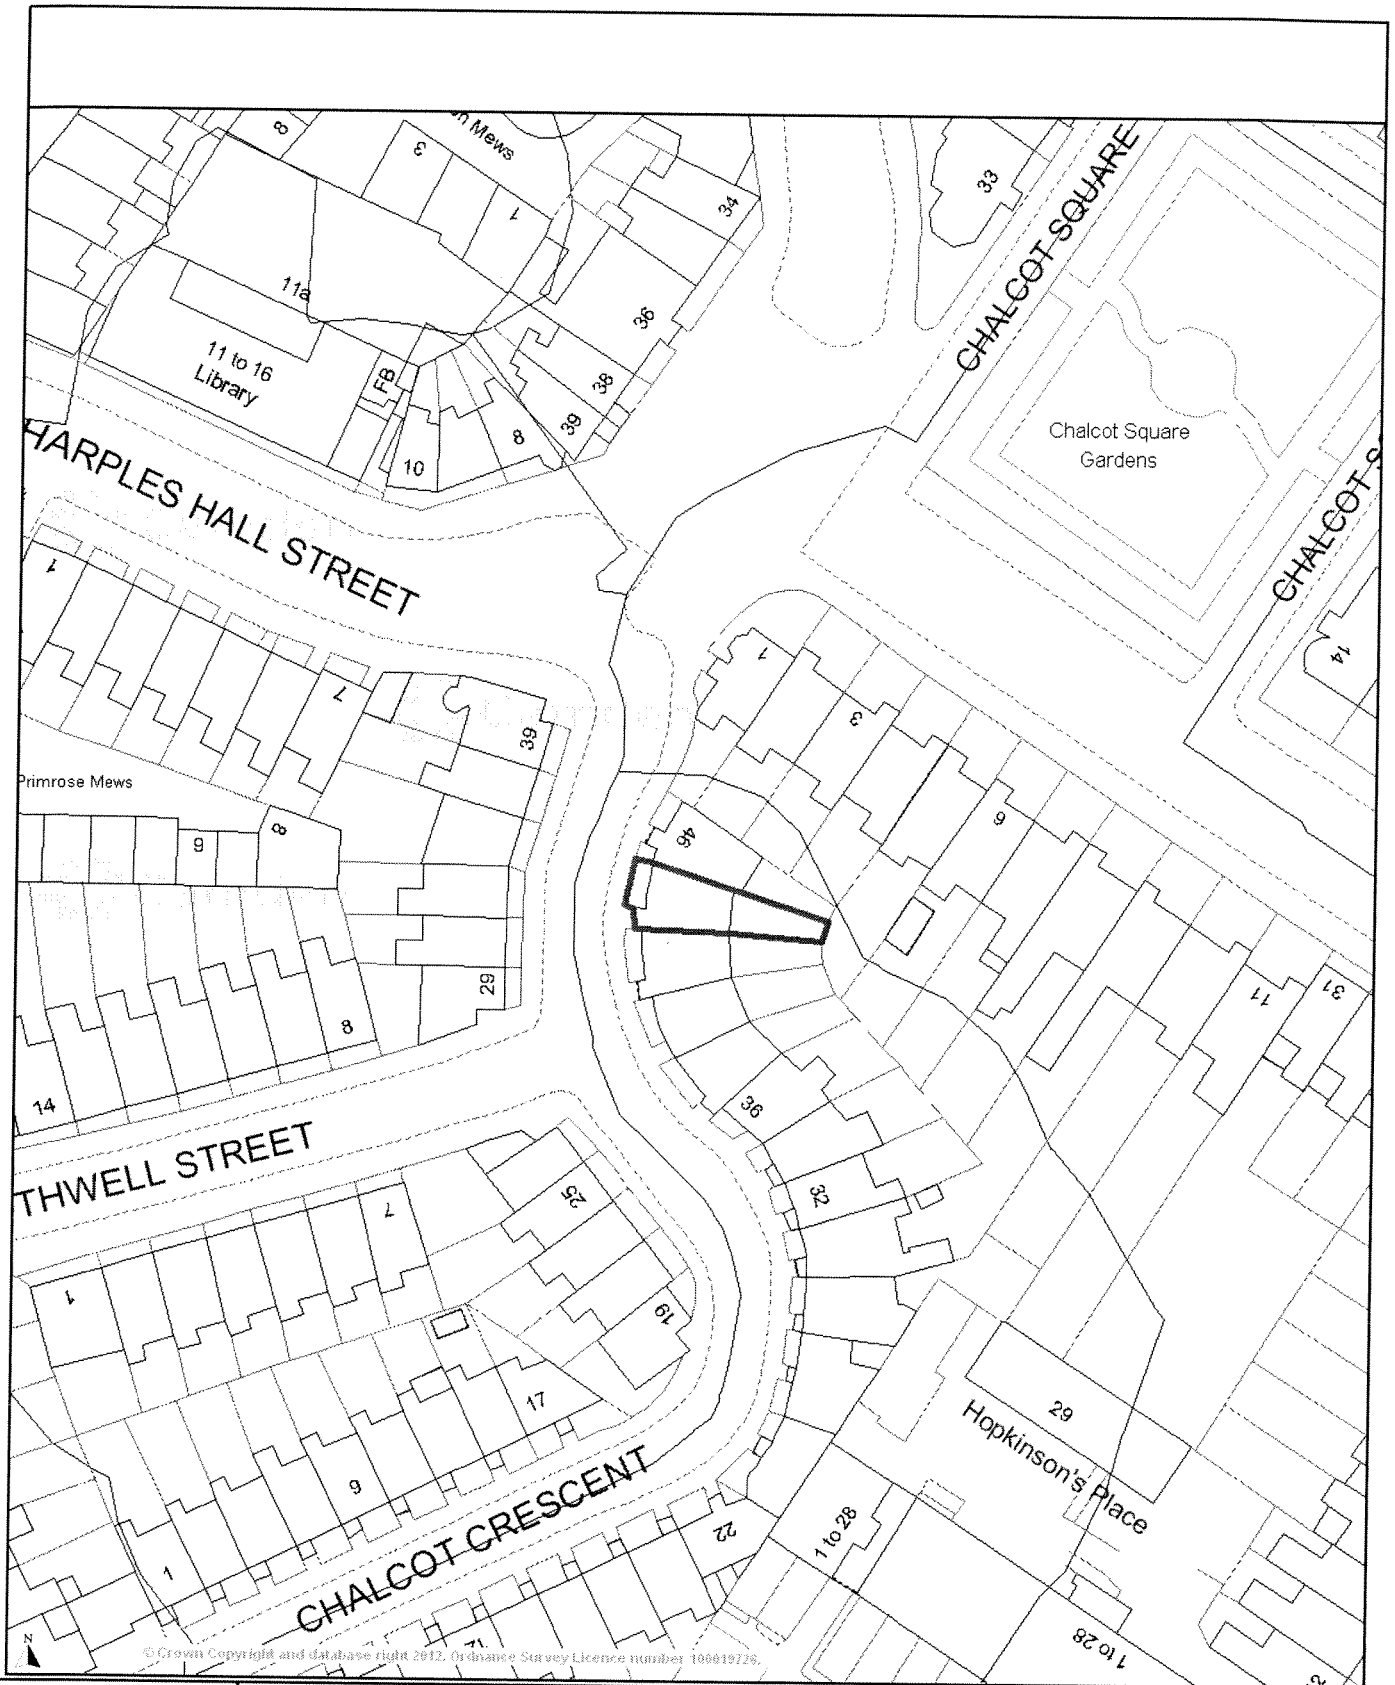 8
3
on Mews
1
34
33
CHALCOT SQUARE
11a
36
11 to 16
Library
FB
38
39
8
10
Chalcot Square
Gardens
HARPLES HALL STREET
CHALCOT S
1
7
39
1
3
14
Primrose Mews
9
8
46
6
29
8
14
11
31
36
THWELL STREET
32
25
7
1
19
17
9
29
Hopkinson's Place
CHALCOT CRESCENT
22
1 to 28
1
1 to 28
N
© Crown Copyright and database right 2012. Ordnance Survey Licence number 100019726.